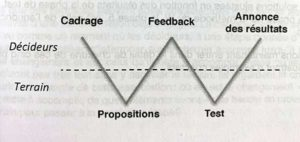 Cadrage
Feedback
Annonce
des résultats
Décideurs
Terrain
Propositions
Test